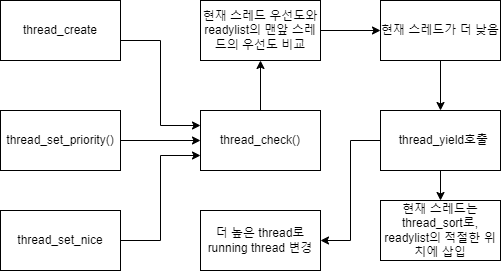 thread_create
현재 스레드 우선도와
readylist의 맨앞 스레
드의 우선도 비교
현재 스레드가 더 낮음
thread_set_priority()
thread_check()
thread_yield호출
thread_set_nice
더 높은 thread로
running thread 변경
현재 스레드는
thread_sort로,
readylist의 적절한 위
치에 삽입